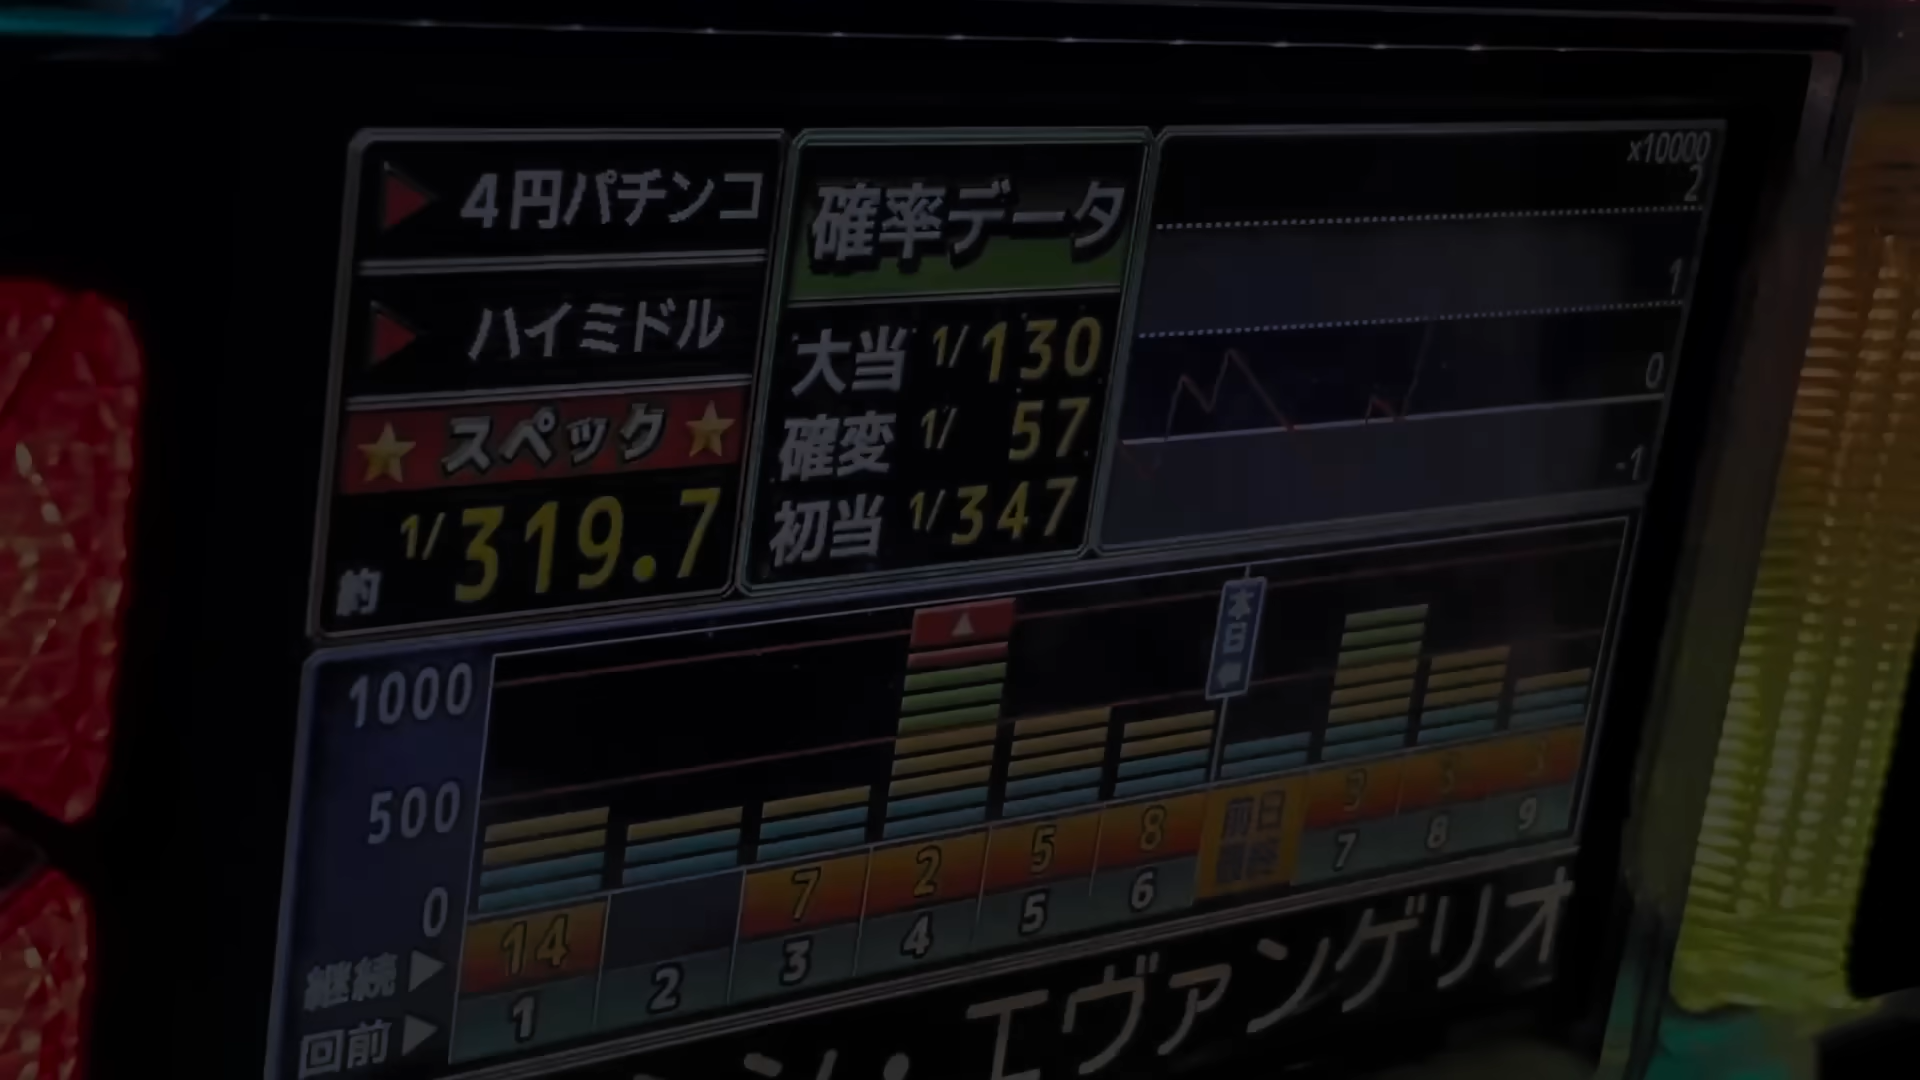 4円パチンコ
ハイミドル
スペック
約 1/319.7
確率データ
大当 1/130
確変 1/57
初当 1/347
x10000
2
1
0
-1
1000
500
0
本日
継続 14 7 2 5 8 前日 3 3 3
回前 1 2 3 4 5 6 7 8 9
ン・エヴァンゲリオ